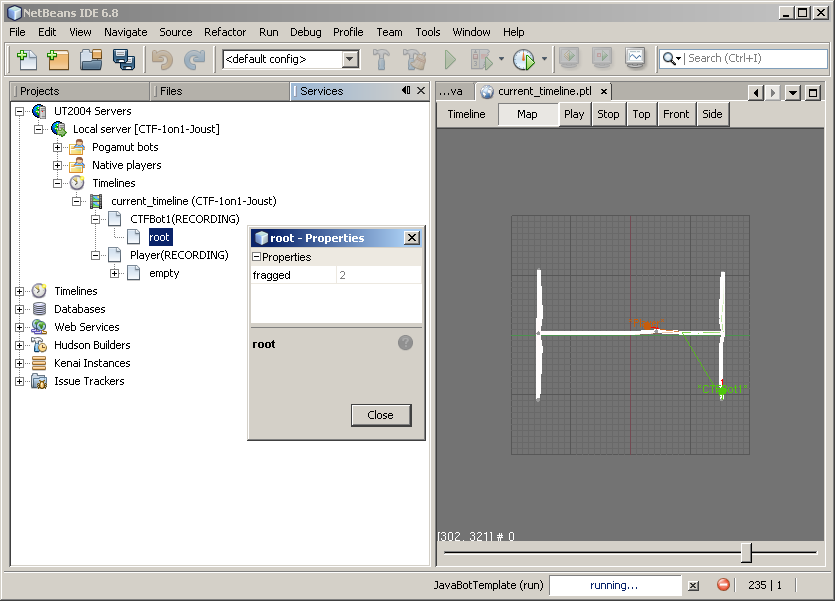 NetBeans IDE 6.8
File Edit View Navigate Source Refactor Run Debug Profile Team Tools Window Help
<default config>
Search (Ctrl+I)
Projects Files Services
...va current_timeline.ptl
Timeline Map Play Stop Top Front Side
UT2004 Servers
Local server [CTF-1on1-Joust]
Pogamut bots
Native players
Timelines
current_timeline (CTF-1on1-Joust)
CTFBot1(RECORDING)
root
Player(RECORDING)
empty
Timelines
Databases
Web Services
Hudson Builders
Kenai Instances
Issue Trackers
root - Properties
Properties
fragged 2
root
?
Close
[302, 321] # 0
JavaBotTemplate (run) running... 235 | 1